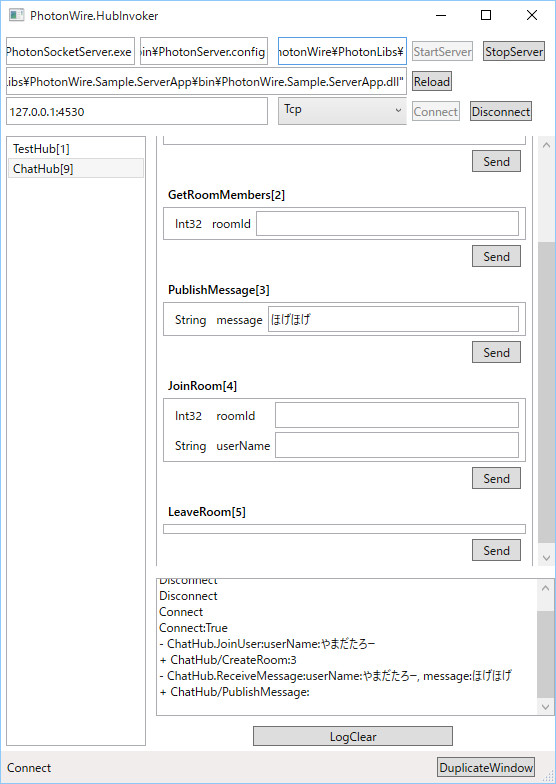 PhotonWire.HubInvoker
PhotonSocketServer.exe
bin¥PhotonServer.config
hotonWire¥PhotonLibs¥
StartServer
StopServer
Libs¥PhotonWire.Sample.ServerApp¥bin¥PhotonWire.Sample.ServerApp.dll"
Reload
127.0.0.1:4530
Tcp
Connect
Disconnect
TestHub[1]
ChatHub[9]
Send
GetRoomMembers[2]
Int32 roomId
Send
PublishMessage[3]
String message ほげほげ
Send
JoinRoom[4]
Int32 roomId
String userName
Send
LeaveRoom[5]
Send
Disconnect
Disconnect
Connect
Connect:True
- ChatHub.JoinUser:userName:やまだたろー
+ ChatHub/CreateRoom:3
- ChatHub.ReceiveMessage:userName:やまだたろー, message:ほげほげ
+ ChatHub/PublishMessage:
LogClear
Connect
DuplicateWindow